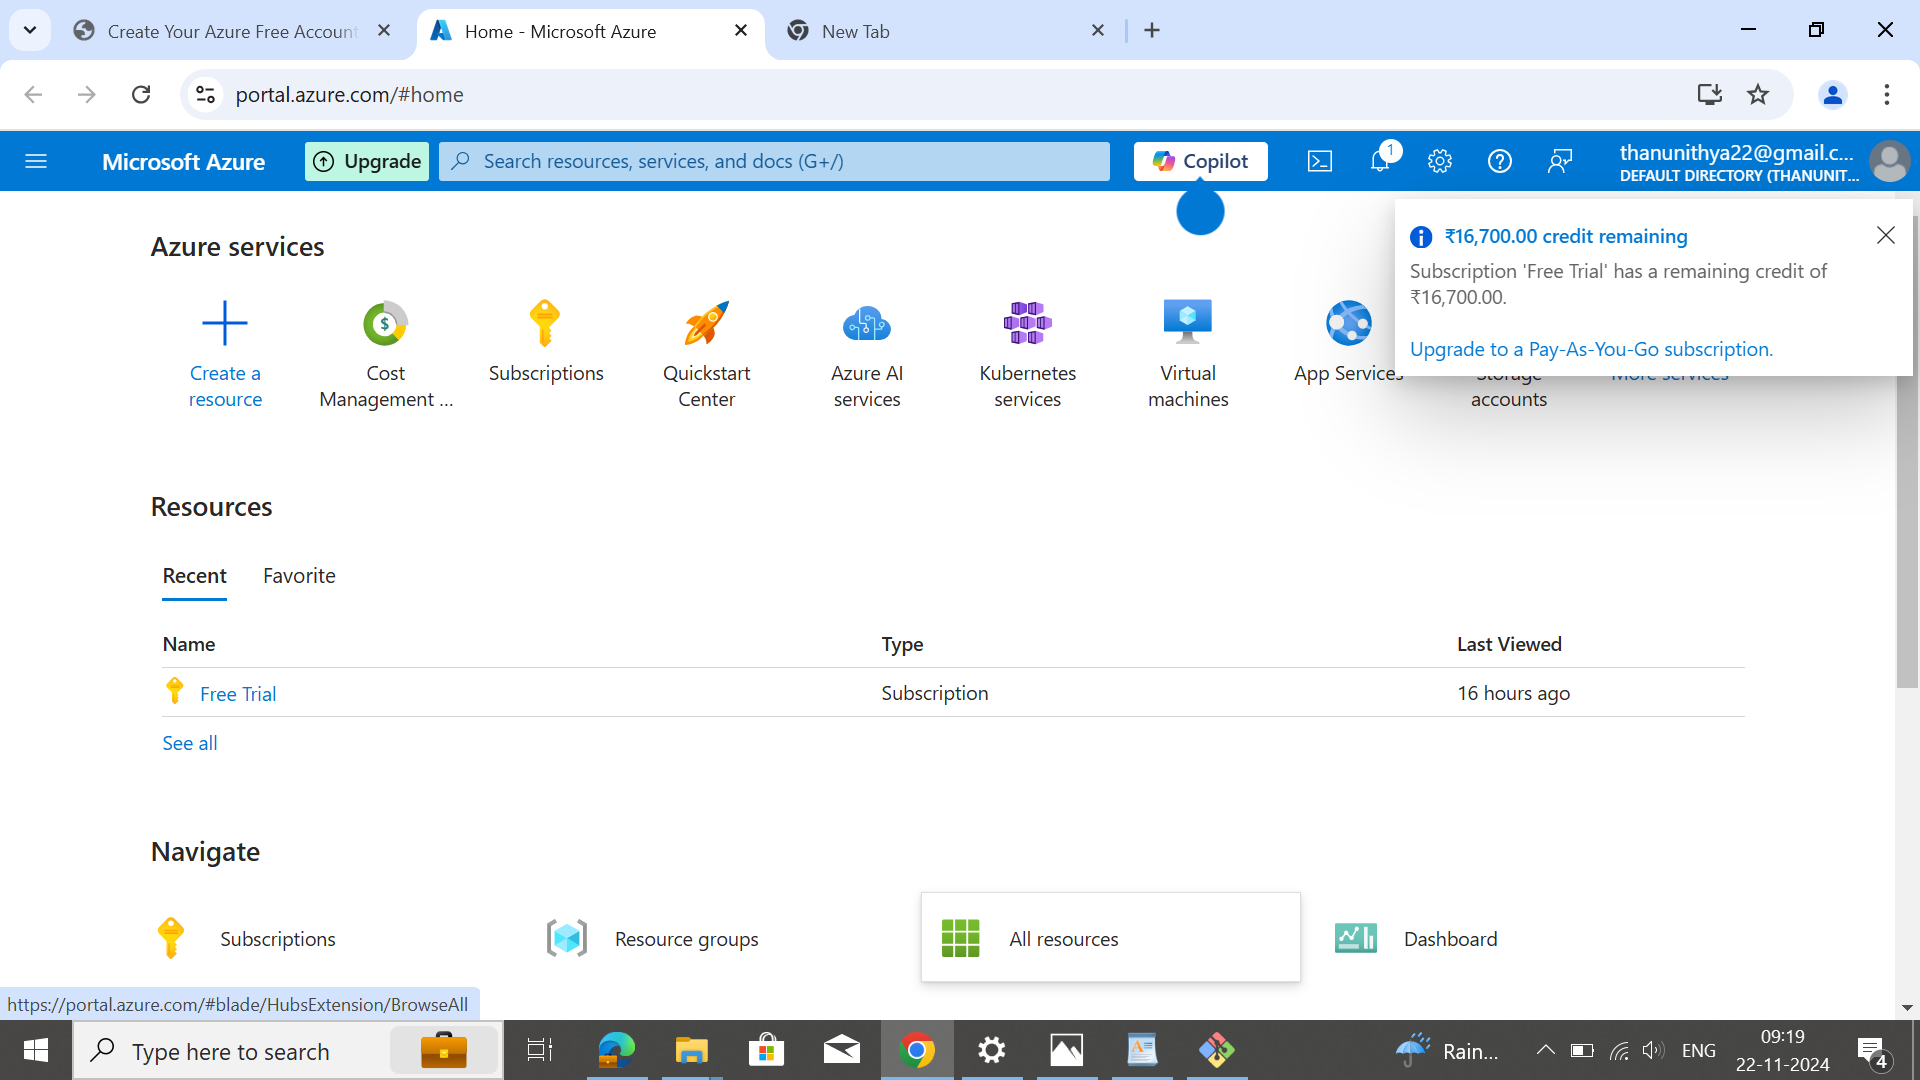 Create Your Azure Free Account
Home - Microsoft Azure
New Tab
portal.azure.com/#home
Microsoft Azure
Upgrade
Search resources, services, and docs (G+/)
Copilot
1
thanunithya22@gmail.c...
DEFAULT DIRECTORY (THANUNIT...
₹16,700.00 credit remaining
Subscription 'Free Trial' has a remaining credit of
₹16,700.00.
Upgrade to a Pay-As-You-Go subscription.
Azure services
Create a
resource
Cost
Management ...
Subscriptions
Quickstart
Center
Azure AI
services
Kubernetes
services
Virtual
machines
App Services
Storage
accounts
More services
Resources
Recent
Favorite
Name
Type
Last Viewed
Free Trial
Subscription
16 hours ago
See all
Navigate
Subscriptions
Resource groups
All resources
Dashboard
https://portal.azure.com/#blade/HubsExtension/BrowseAll
Type here to search
Rain...
ENG
09:19
22-11-2024
4